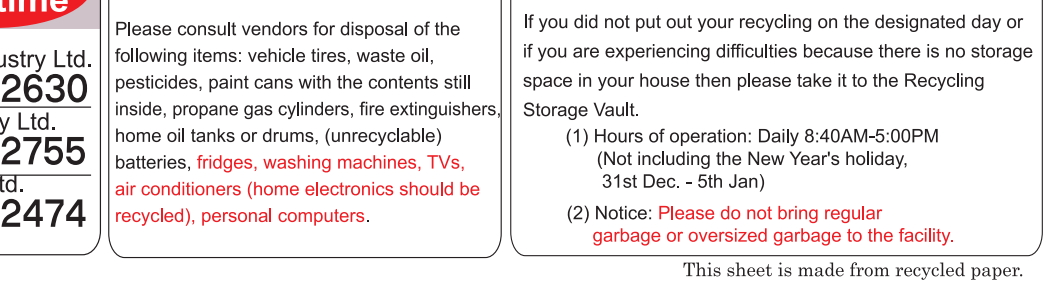 time
ustry Ltd.
2630
y Ltd.
2755
td.
2474
Please consult vendors for disposal of the
following items: vehicle tires, waste oil,
pesticides, paint cans with the contents still
inside, propane gas cylinders, fire extinguishers,
home oil tanks or drums, (unrecyclable)
batteries, fridges, washing machines, TVs,
air conditioners (home electronics should be
recycled), personal computers.
If you did not put out your recycling on the designated day or
if you are experiencing difficulties because there is no storage
space in your house then please take it to the Recycling
Storage Vault.
(1) Hours of operation: Daily 8:40AM-5:00PM
(Not including the New Year's holiday,
31st Dec. - 5th Jan)
(2) Notice: Please do not bring regular
garbage or oversized garbage to the facility.
This sheet is made from recycled paper.